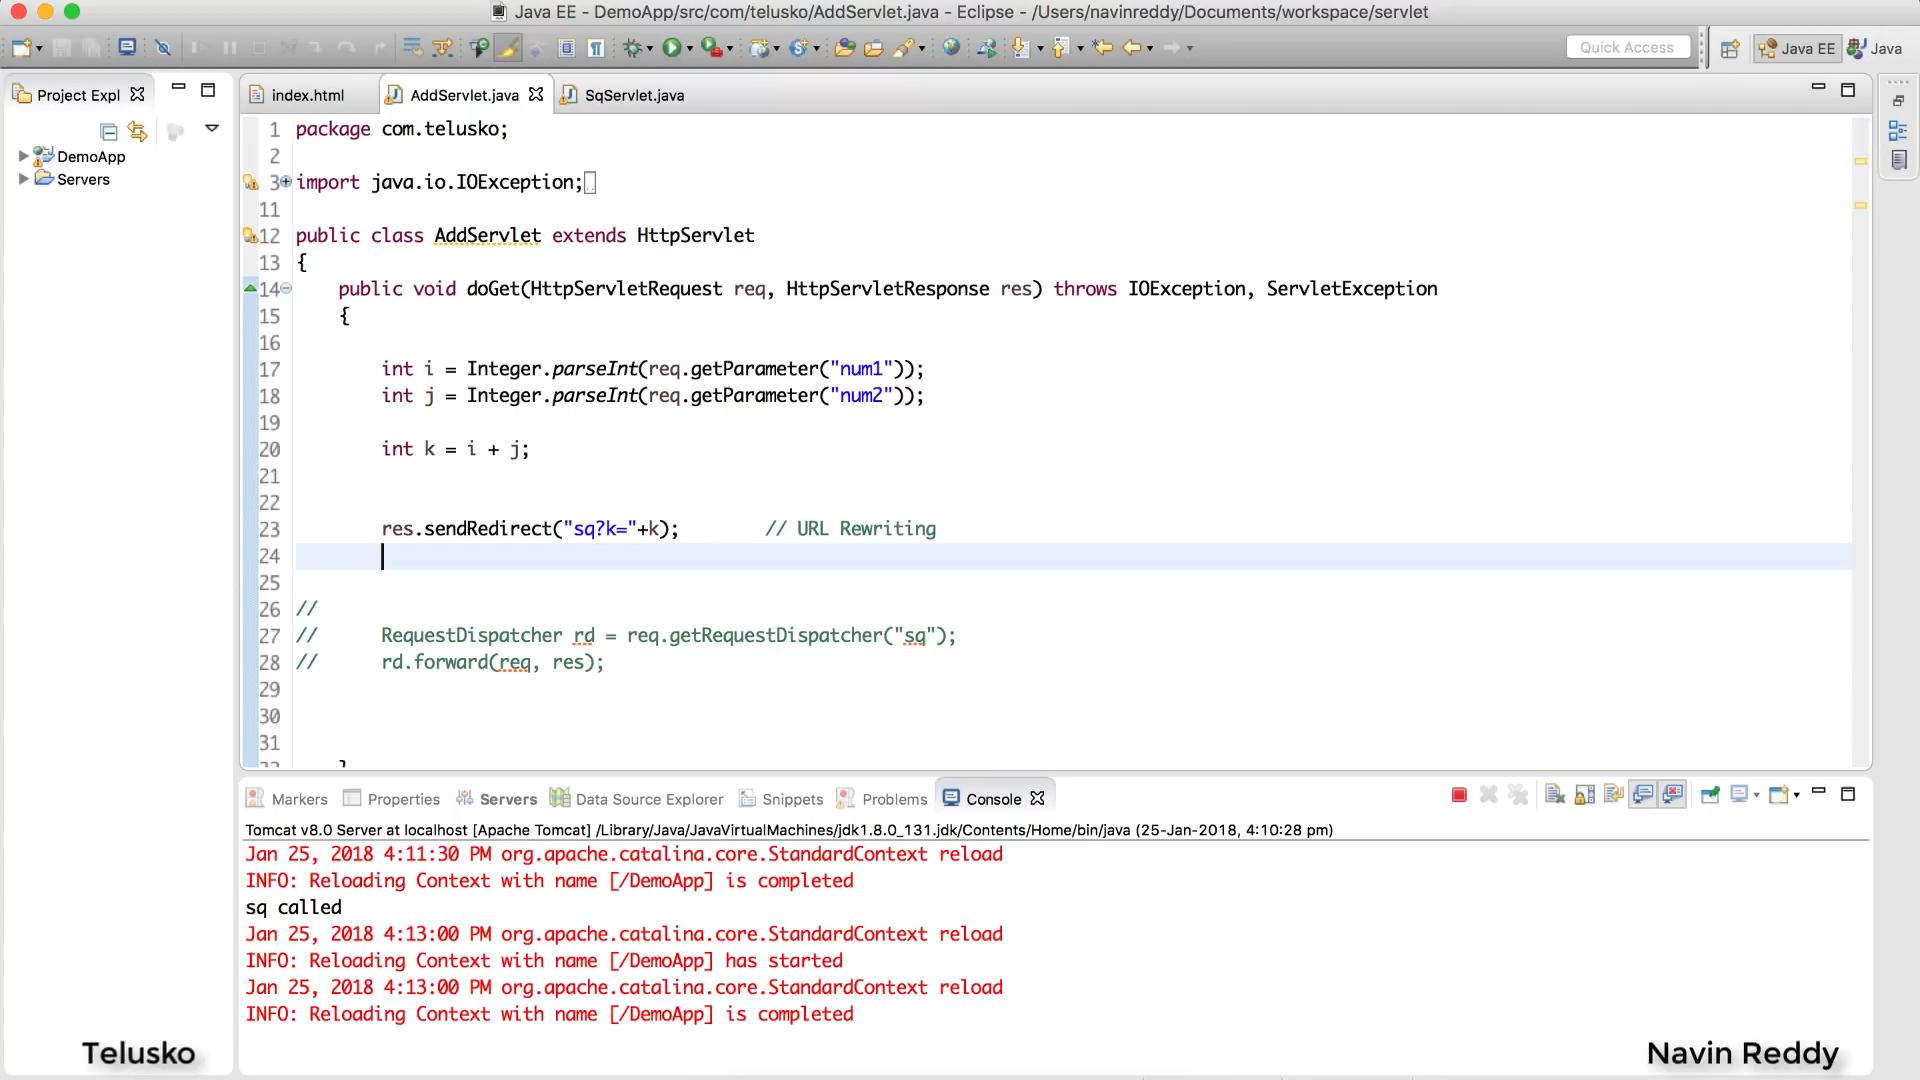 Java EE - DemoApp/src/com/telusko/AddServlet.java - Eclipse - /Users/navinreddy/Documents/workspace/servlet
Quick Access
Java EE
Java
Project Expl
index.html
AddServlet.java
SqServlet.java
DemoApp
Servers
1 package com.telusko;
2
3 import java.io.IOException;
11
12 public class AddServlet extends HttpServlet
13 {
14 public void doGet(HttpServletRequest req, HttpServletResponse res) throws IOException, ServletException
15 {
16
17 int i = Integer.parseInt(req.getParameter("num1"));
18 int j = Integer.parseInt(req.getParameter("num2"));
19
20 int k = i + j;
21
22
23 res.sendRedirect("sq?k="+k); // URL Rewriting
24
25
26 //
27 // RequestDispatcher rd = req.getRequestDispatcher("sq");
28 // rd.forward(req, res);
29
30
31
Markers
Properties
Servers
Data Source Explorer
Snippets
Problems
Console
Tomcat v8.0 Server at localhost [Apache Tomcat] /Library/Java/JavaVirtualMachines/jdk1.8.0_131.jdk/Contents/Home/bin/java (25-Jan-2018, 4:10:28 pm)
Jan 25, 2018 4:11:30 PM org.apache.catalina.core.StandardContext reload
INFO: Reloading Context with name [/DemoApp] is completed
sq called
Jan 25, 2018 4:13:00 PM org.apache.catalina.core.StandardContext reload
INFO: Reloading Context with name [/DemoApp] has started
Jan 25, 2018 4:13:00 PM org.apache.catalina.core.StandardContext reload
INFO: Reloading Context with name [/DemoApp] is completed
Telusko
Navin Reddy